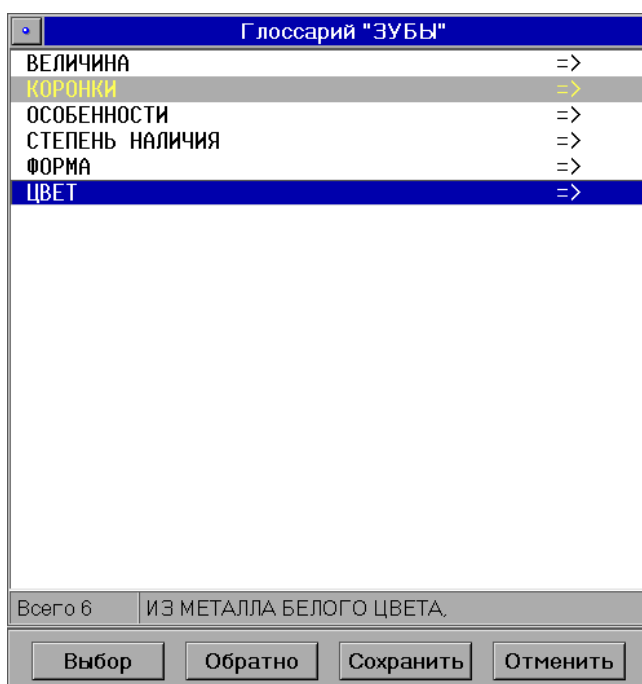 Глоссарий "ЗУБЫ"
ВЕЛИЧИНА =>
КОРОНКИ =>
ОСОБЕННОСТИ =>
СТЕПЕНЬ НАЛИЧИЯ =>
ФОРМА =>
ЦВЕТ =>
Всего 6 ИЗ МЕТАЛЛА БЕЛОГО ЦВЕТА,
Выбор Обратно Сохранить Отменить